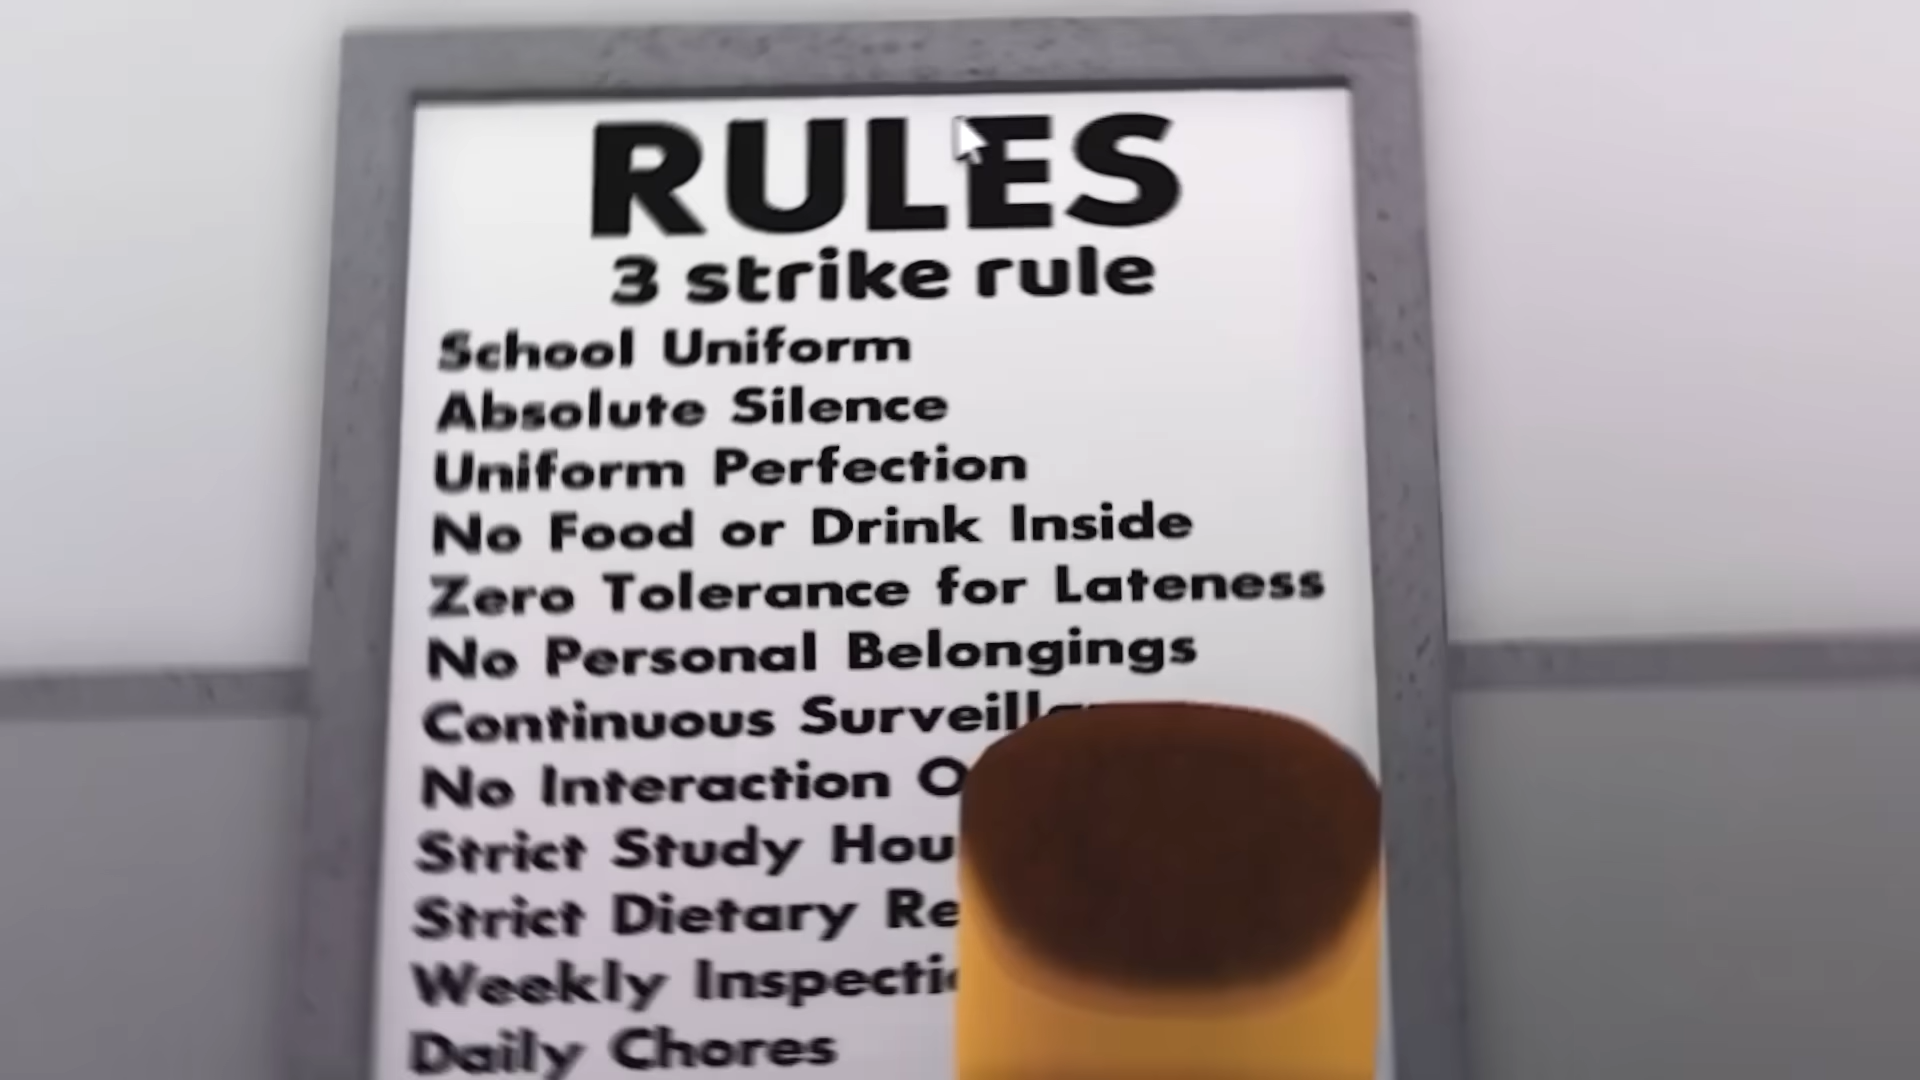 RULES
3 strike rule
School Uniform
Absolute Silence
Uniform Perfection
No Food or Drink Inside
Zero Tolerance for Lateness
No Personal Belongings
Continuous
No Interaction
Strict Study
Strict Dietary
Weekly
Daily Chores